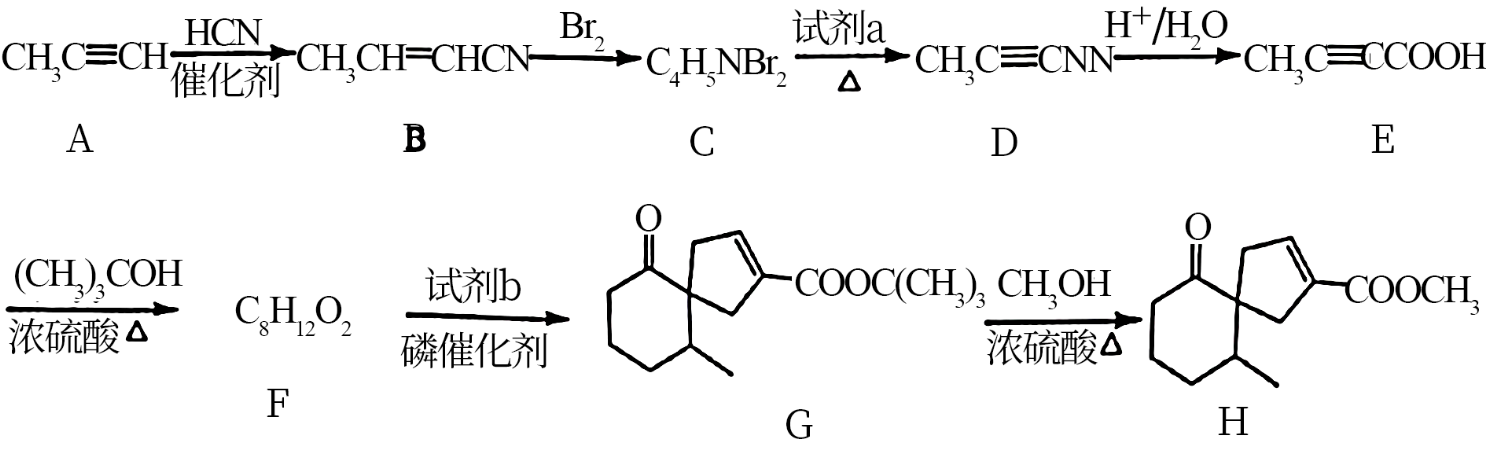 CH₃C≡CH HCN 催化剂 CH₃CH=CHCN Br₂ C₄H₅NBr₂ 试剂a △ CH₃C≡CNN H⁺/H₂O CH₃C≡CCOOH
A B C D E
(CH₃)₃COH 浓硫酸△ C₈H₁₂O₂ 试剂b 磷催化剂 O COOC(CH₃)₃ CH₃OH 浓硫酸△ O COOCH₃
F G H